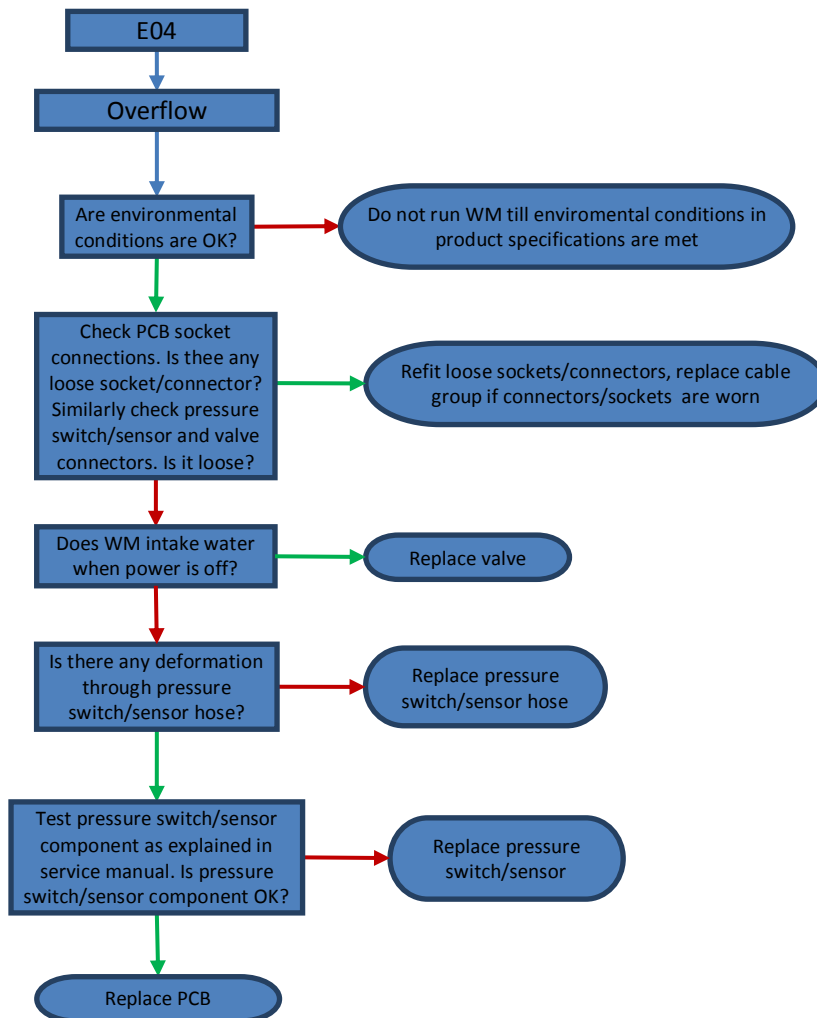 E04
Overflow
Are environmental
conditions are OK?
Do not run WM till enviromental conditions in
product specifications are met
Check PCB socket
connections. Is thee any
loose socket/connector?
Similarly check pressure
switch/sensor and valve
connectors. Is it loose?
Refit loose sockets/connectors, replace cable
group if connectors/sockets are worn
Does WM intake water
when power is off?
Replace valve
Is there any deformation
through pressure
switch/sensor hose?
Replace pressure
switch/sensor hose
Test pressure switch/sensor
component as explained in
service manual. Is pressure
switch/sensor component OK?
Replace pressure
switch/sensor
Replace PCB